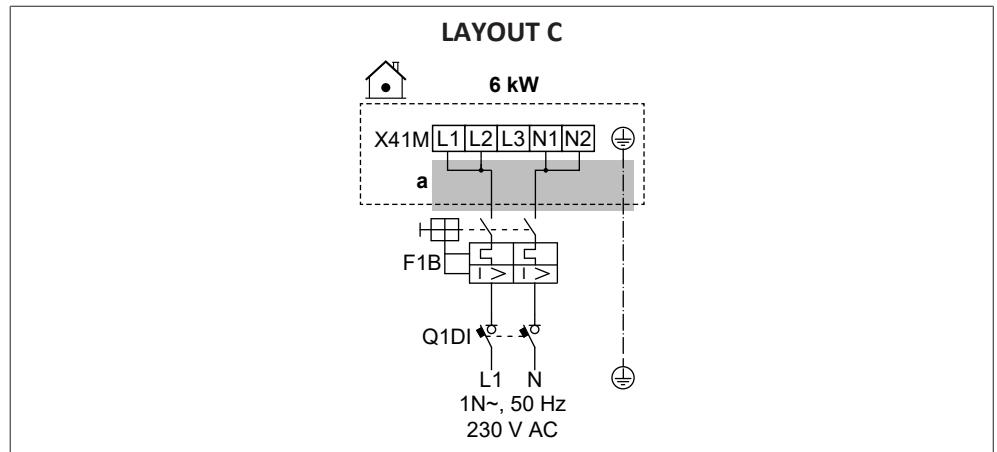 LAYOUT C
6 kW
X41M L1 L2 L3 N1 N2
a
F1B
I > I >
Q1DI
L1 N
1N~, 50 Hz
230 V AC